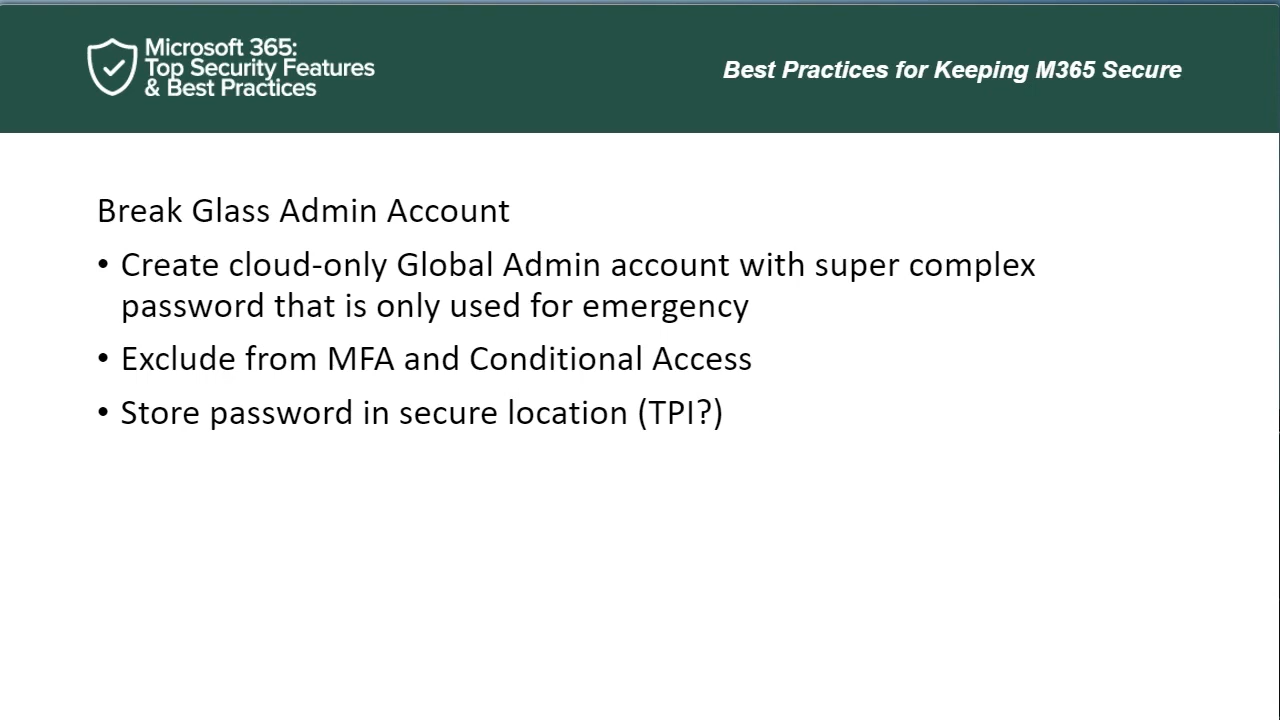 Microsoft 365:
Top Security Features
& Best Practices
Best Practices for Keeping M365 Secure
Break Glass Admin Account
• Create cloud-only Global Admin account with super complex
password that is only used for emergency
• Exclude from MFA and Conditional Access
• Store password in secure location (TPI?)